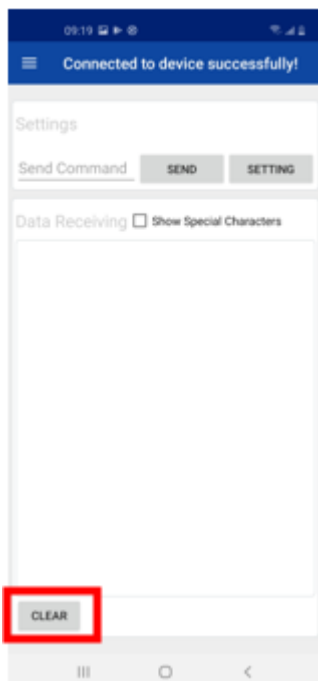 09:19
Connected to device successfully!
Settings
Send Command SEND SETTING
Data Receiving Show Special Characters
CLEAR